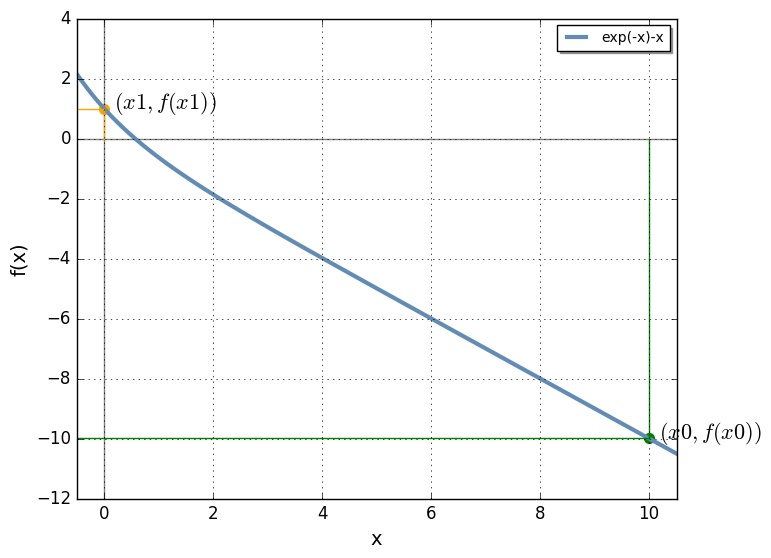 4
2
0
−2
−4
−6
−8
−10
−12
f(x)
exp(-x)-x
(x1, f(x1))
(x0, f(x0))
0 2 4 6 8 10
x